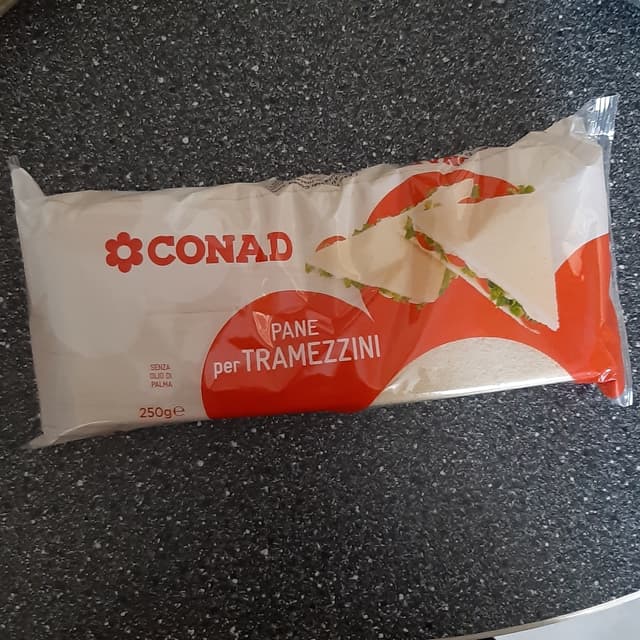 CONAD
PANE
per TRAMEZZINI
SENZA
OLIO DI
PALMA
250g℮